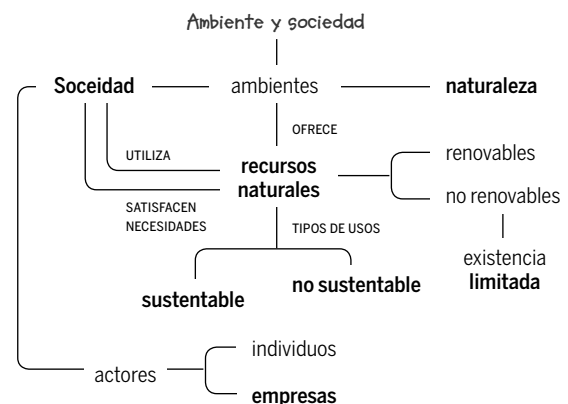 Ambiente y sociedad
Soceidad
ambientes
naturaleza
OFRECE
UTILIZA
recursos
naturales
renovables
no renovables
SATISFACEN
NECESIDADES
TIPOS DE USOS
existencia
limitada
sustentable
no sustentable
actores
individuos
empresas